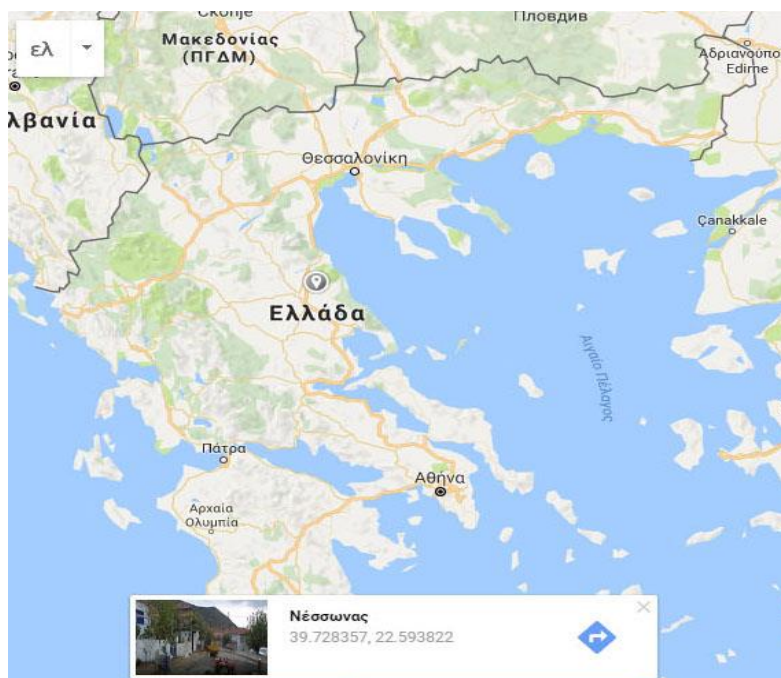 Скопје
Пловдив
Μακεδονίας
(ΠΓΔΜ)
ελ
Αδριανούπο
Edirne
λβανία
Θεσσαλονίκη
Çanakkale
Ελλάδα
Αιγαίο Πέλαγος
Πάτρα
Αθήνα
Αρχαία
Ολυμπία
Νέσσωνας
39.728357, 22.593822